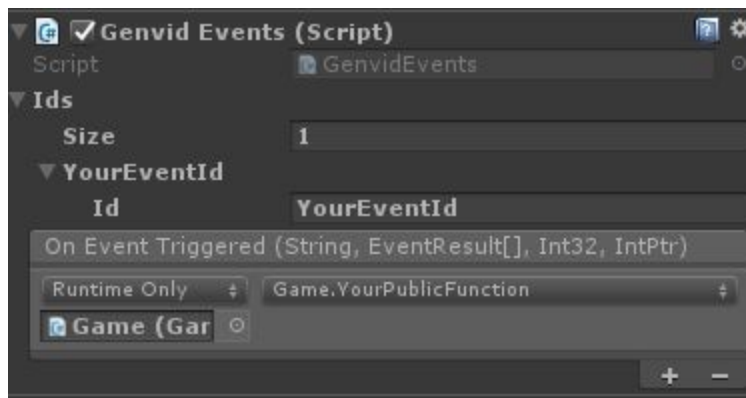 Genvid Events (Script)
Script GenvidEvents
Ids
Size 1
YourEventId
Id YourEventId
On Event Triggered (String, EventResult[], Int32, IntPtr)
Runtime Only Game.YourPublicFunction
Game (Gar
+ −